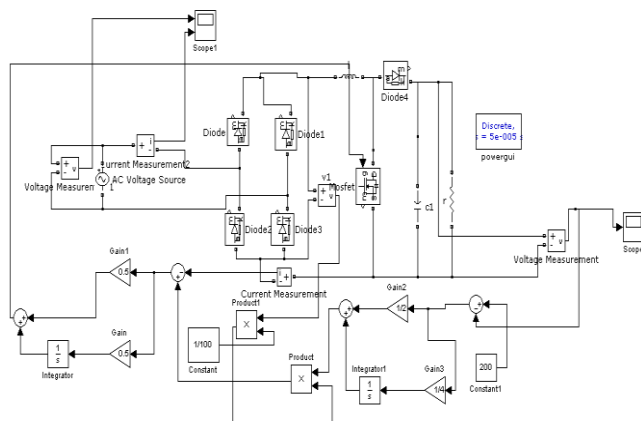 Scope1
Diode4
Discrete,
s = 5e-005 s
powergui
Diode
Diode1
Current Measurement2
Voltage Measuren
AC Voltage Source
1
v1
Mosfet
c1
r
Diode2
Diode3
Scope
Voltage Measurement
Current Measurement
Gain1
0.5
Gain2
1/2
Product1
X
Gain
0.5
1
s
Integrator
1/100
Constant
Product
X
1
s
Integrator1
Gain3
1/4
200
Constant1